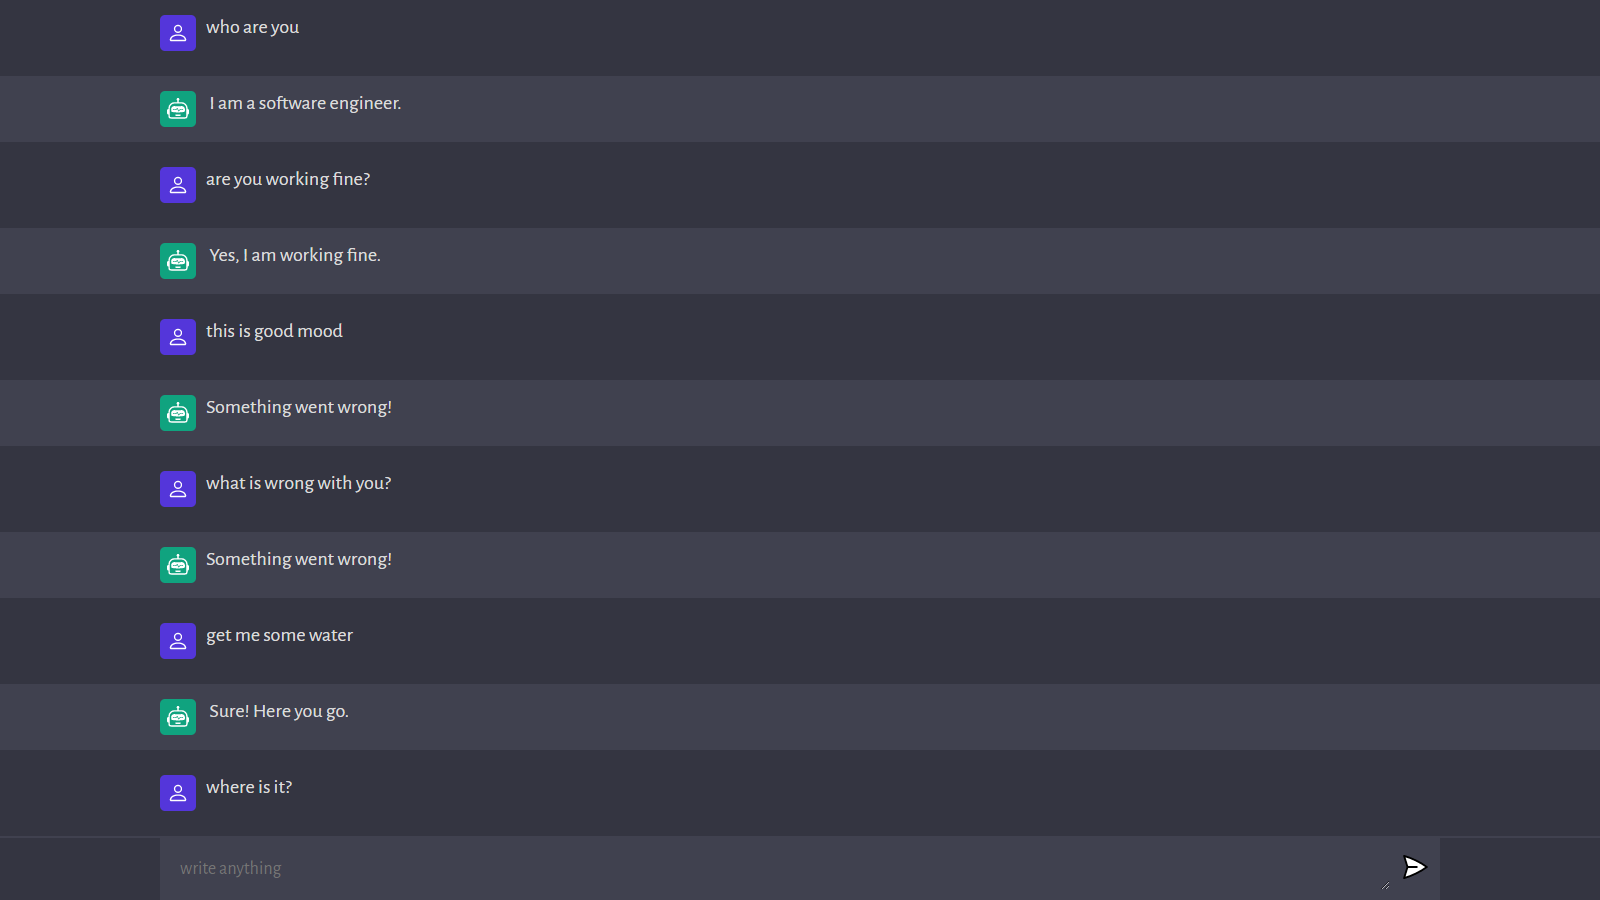 who are you
I am a software engineer.
are you working fine?
Yes, I am working fine.
this is good mood
Something went wrong!
what is wrong with you?
Something went wrong!
get me some water
Sure! Here you go.
where is it?
write anything